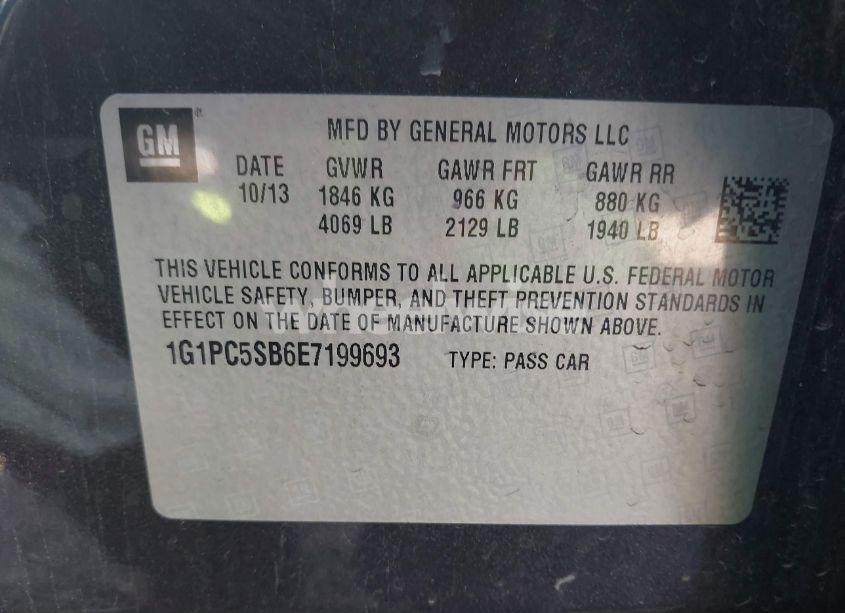 GM
MFD BY GENERAL MOTORS LLC
DATE GVWR GAWR FRT GAWR RR
10/13 1846 KG 966 KG 880 KG
4069 LB 2129 LB 1940 LB
THIS VEHICLE CONFORMS TO ALL APPLICABLE U.S. FEDERAL MOTOR
VEHICLE SAFETY, BUMPER, AND THEFT PREVENTION STANDARDS IN
EFFECT ON THE DATE OF MANUFACTURE SHOWN ABOVE.
1G1PC5SB6E7199693 TYPE: PASS CAR